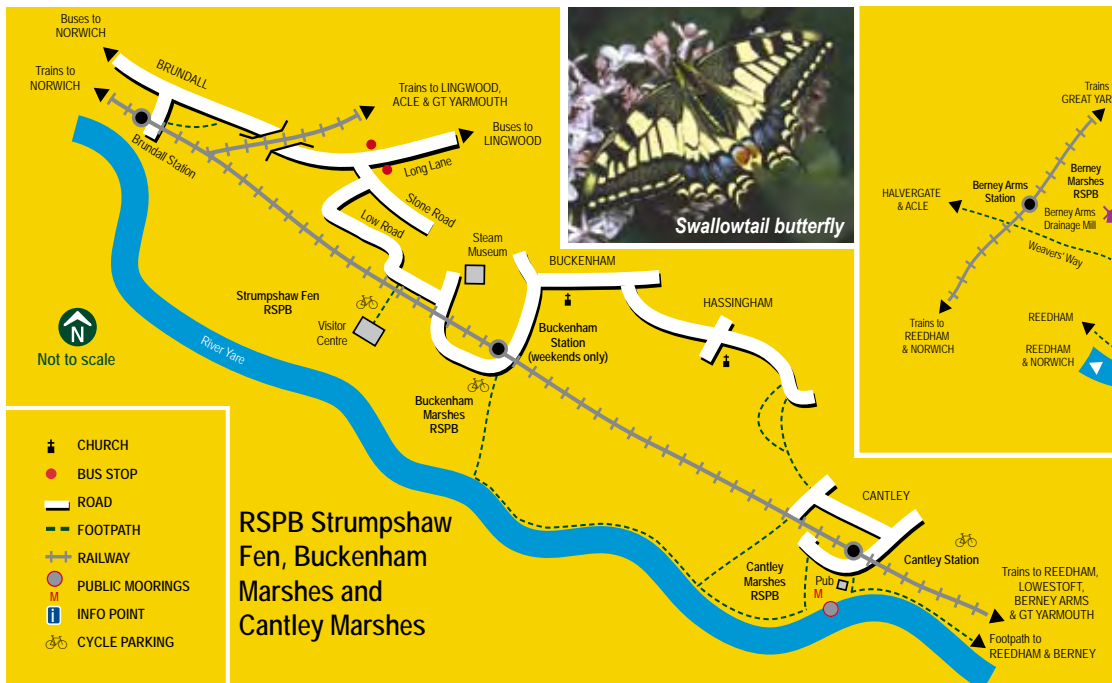 Buses to
NORWICH
BRUNDALL
Trains to
NORWICH
Trains to LINGWOOD,
ACLE & GT YARMOUTH
Buses to
LINGWOOD
Brundall Station
Long Lane
Stone Road
Low Road
Steam
Museum
Strumpshaw Fen
RSPB
Visitor
Centre
N
Not to scale
River Yare
BUCKENHAM
HASSINGHAM
Buckenham
Station
(weekends only)
Buckenham
Marshes
RSPB
CANTLEY
Cantley Station
Cantley
Marshes
RSPB
Pub
M
Trains to REEDHAM,
LOWESTOFT,
BERNEY ARMS
& GT YARMOUTH
Footpath to
REEDHAM & BERNEY
Swallowtail butterfly
Trains
GREAT YAR
Berney Arms
Station
Berney
Marshes
RSPB
HALVERGATE
& ACLE
Berney Arms
Drainage Mill
Weavers' Way
Trains to
REEDHAM
& NORWICH
REEDHAM
REEDHAM
& NORWICH
CHURCH
BUS STOP
ROAD
FOOTPATH
RAILWAY
PUBLIC MOORINGS
M
i INFO POINT
CYCLE PARKING
RSPB Strumpshaw
Fen, Buckenham
Marshes and
Cantley Marshes